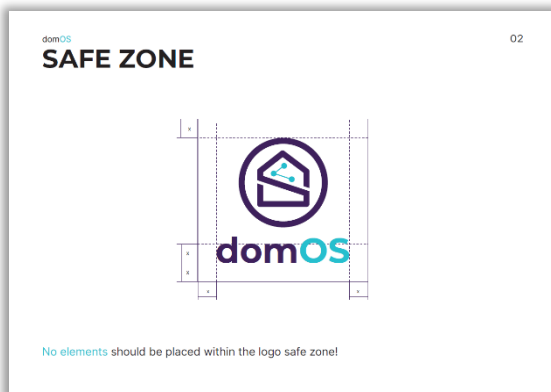 domOS
02
SAFE ZONE
x
domOS
x
x
x
x
No elements should be placed within the logo safe zone!